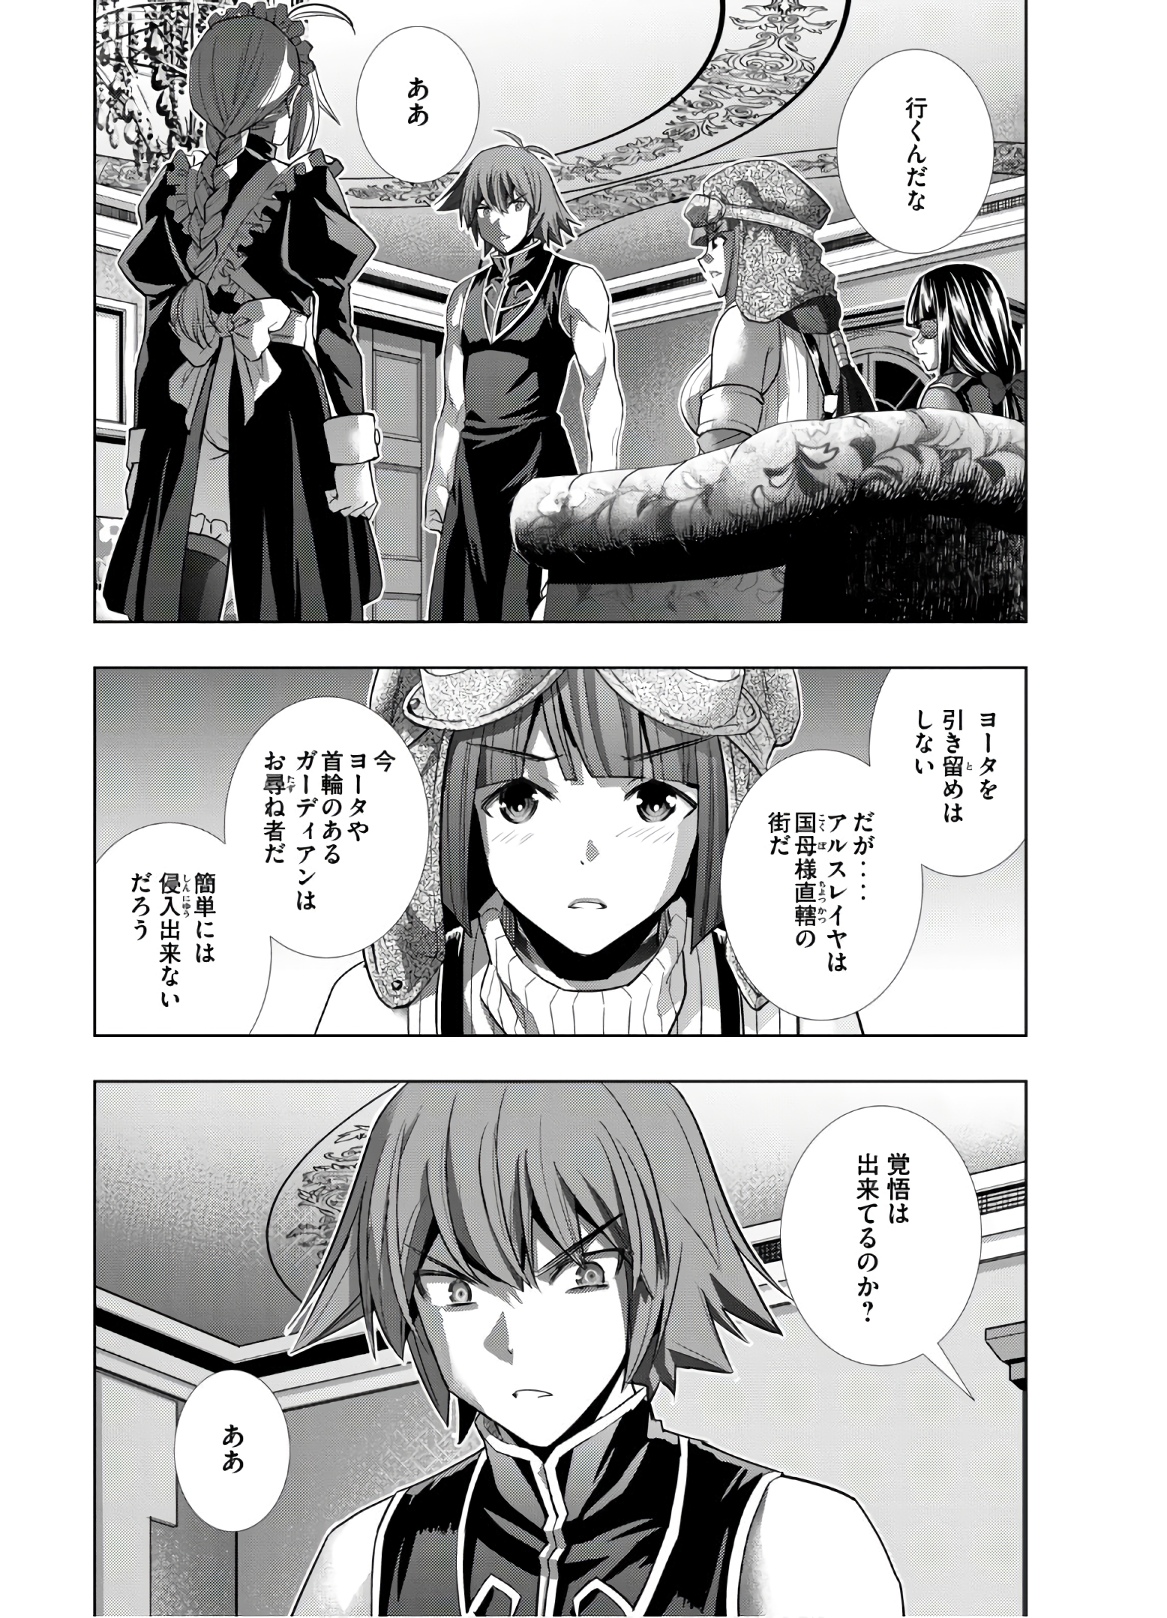 行くんだな
ああ
ヨータを
引き留めは
しない
だが‥‥‥
アルスレイヤは
国母様直轄の
街だ
今
ヨータや
首輪のある
ガーディアンは
お尋ね者だ
簡単には
侵入出来ない
だろう
覚悟は
出来てるのか?
ああ